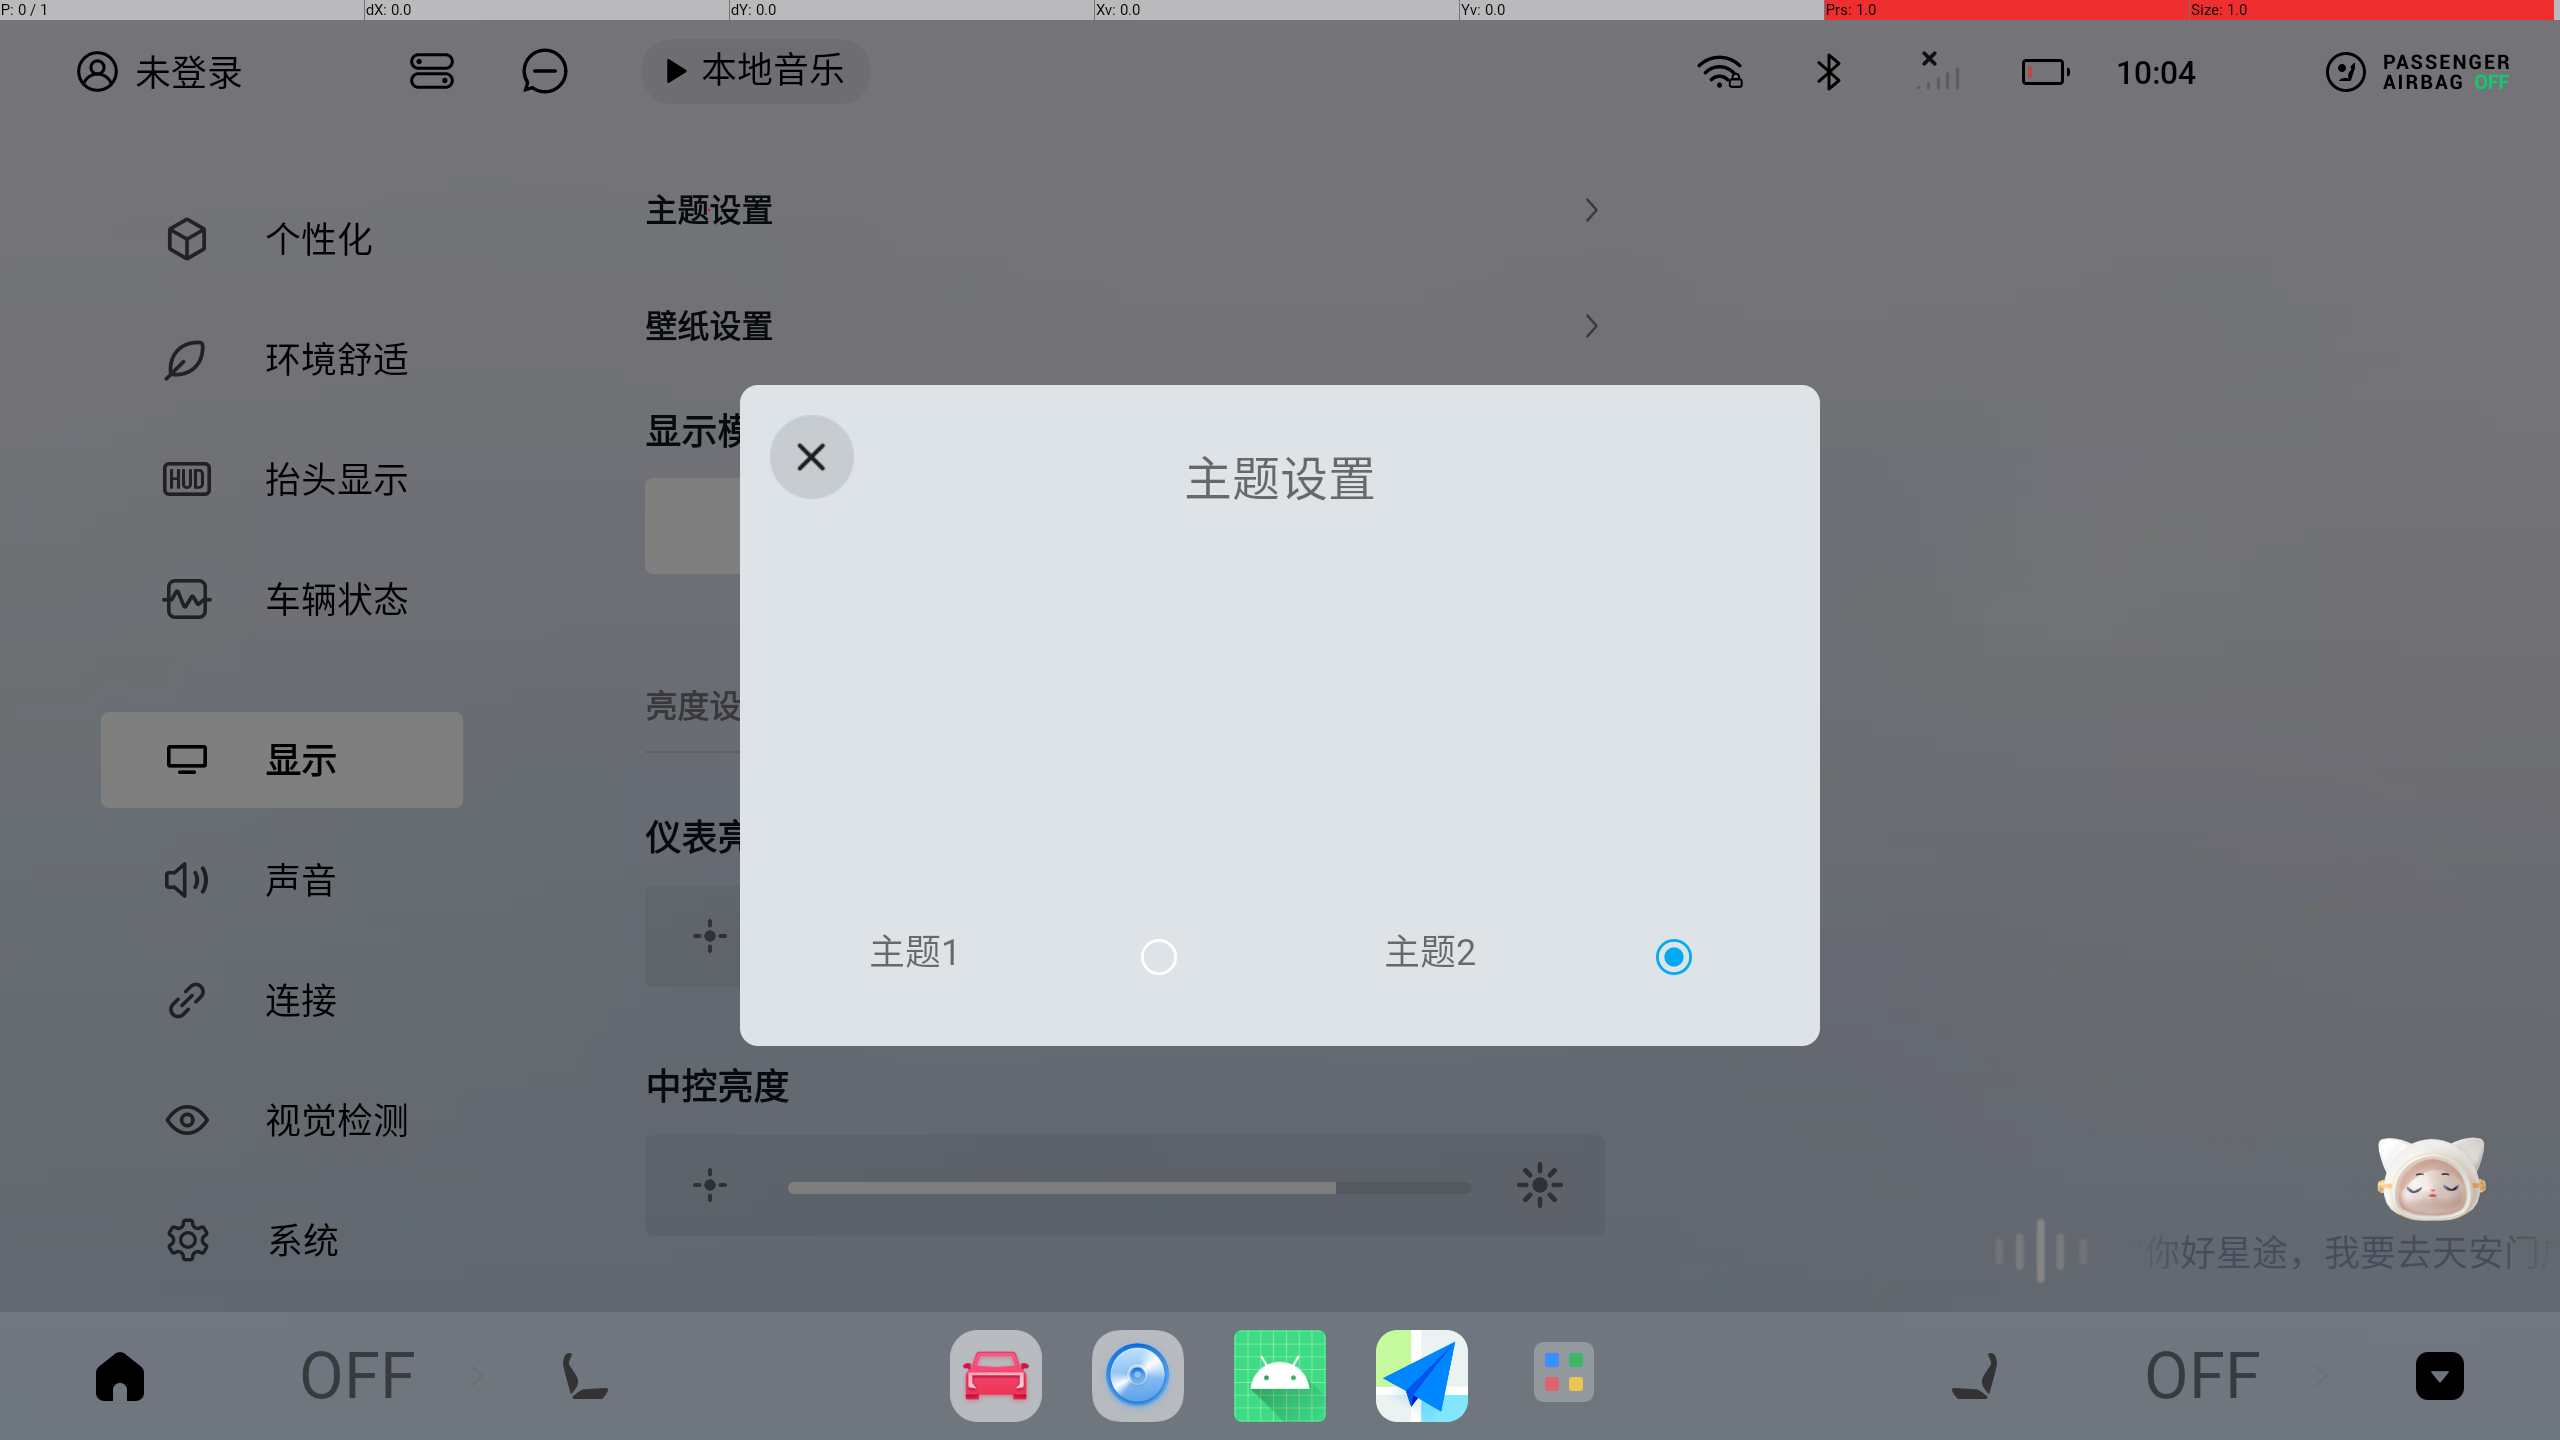 P: 0 / 1 dX: 0.0 dY: 0.0 Xv: 0.0 Yv: 0.0 Prs: 1.0 Size: 1.0
未登录 本地音乐 10:04 PASSENGER AIRBAG OFF
个性化
环境舒适
HUD 抬头显示
车辆状态
显示
声音
连接
视觉检测
系统
主题设置
壁纸设置
显示模
亮度设
仪表亮
中控亮度
主题设置
主题1 主题2
你好星途，我要去天安门
OFF OFF